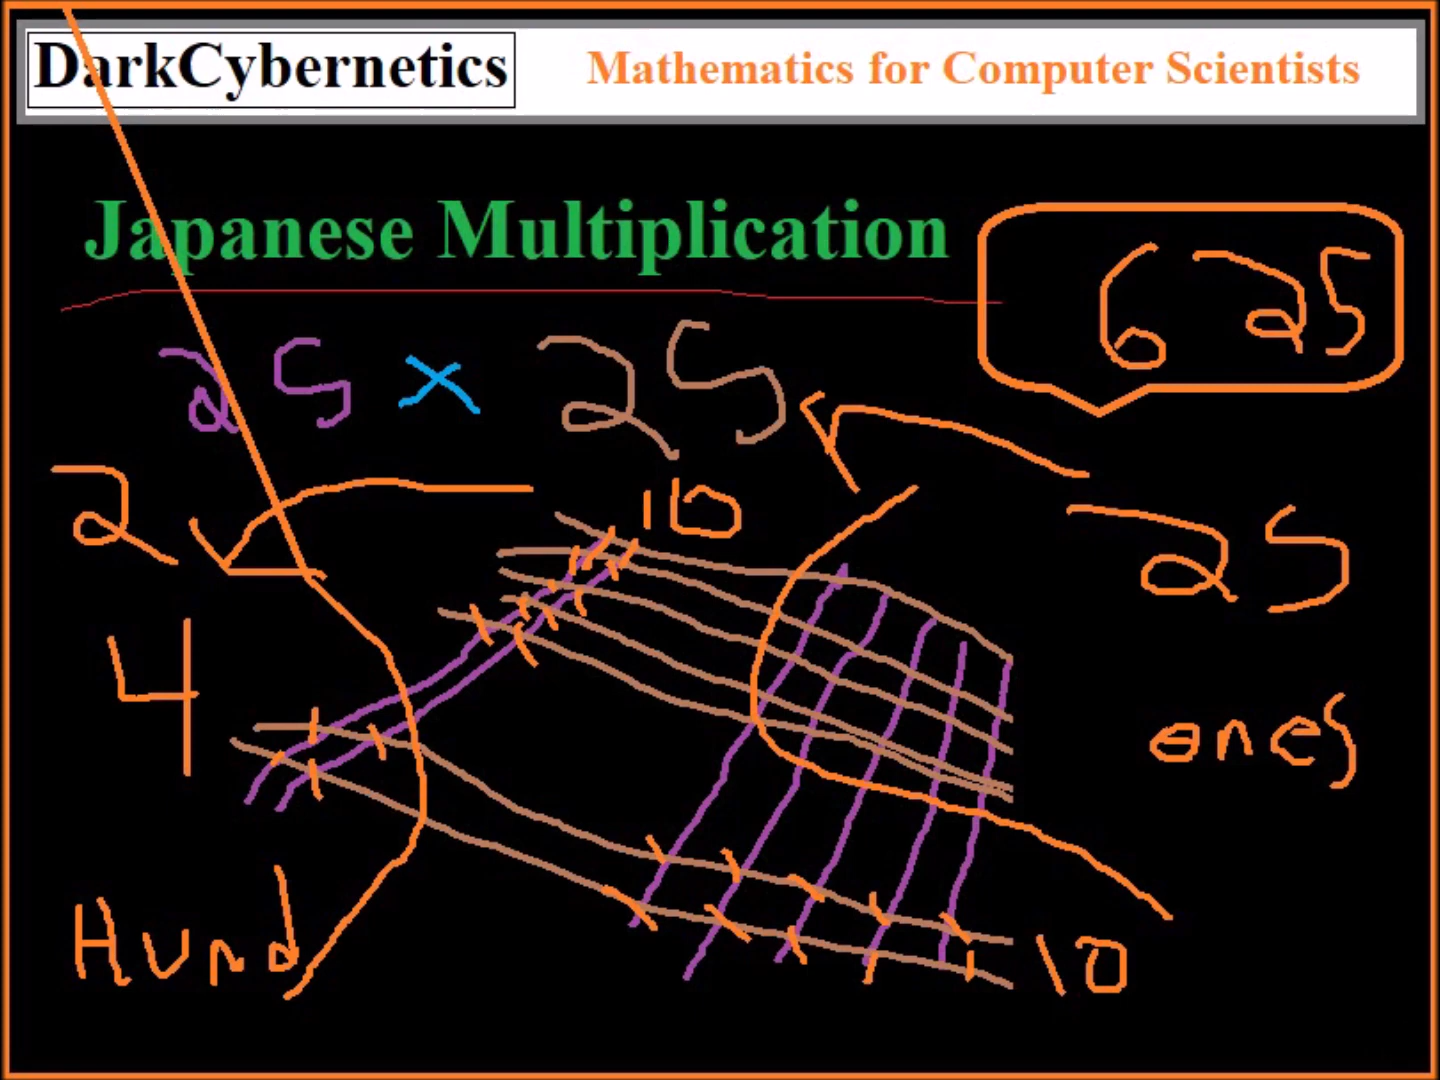 DarkCybernetics
Mathematics for Computer Scientists
Japanese Multiplication
625
25 x 25
2
10
25
4
ones
Hund
10